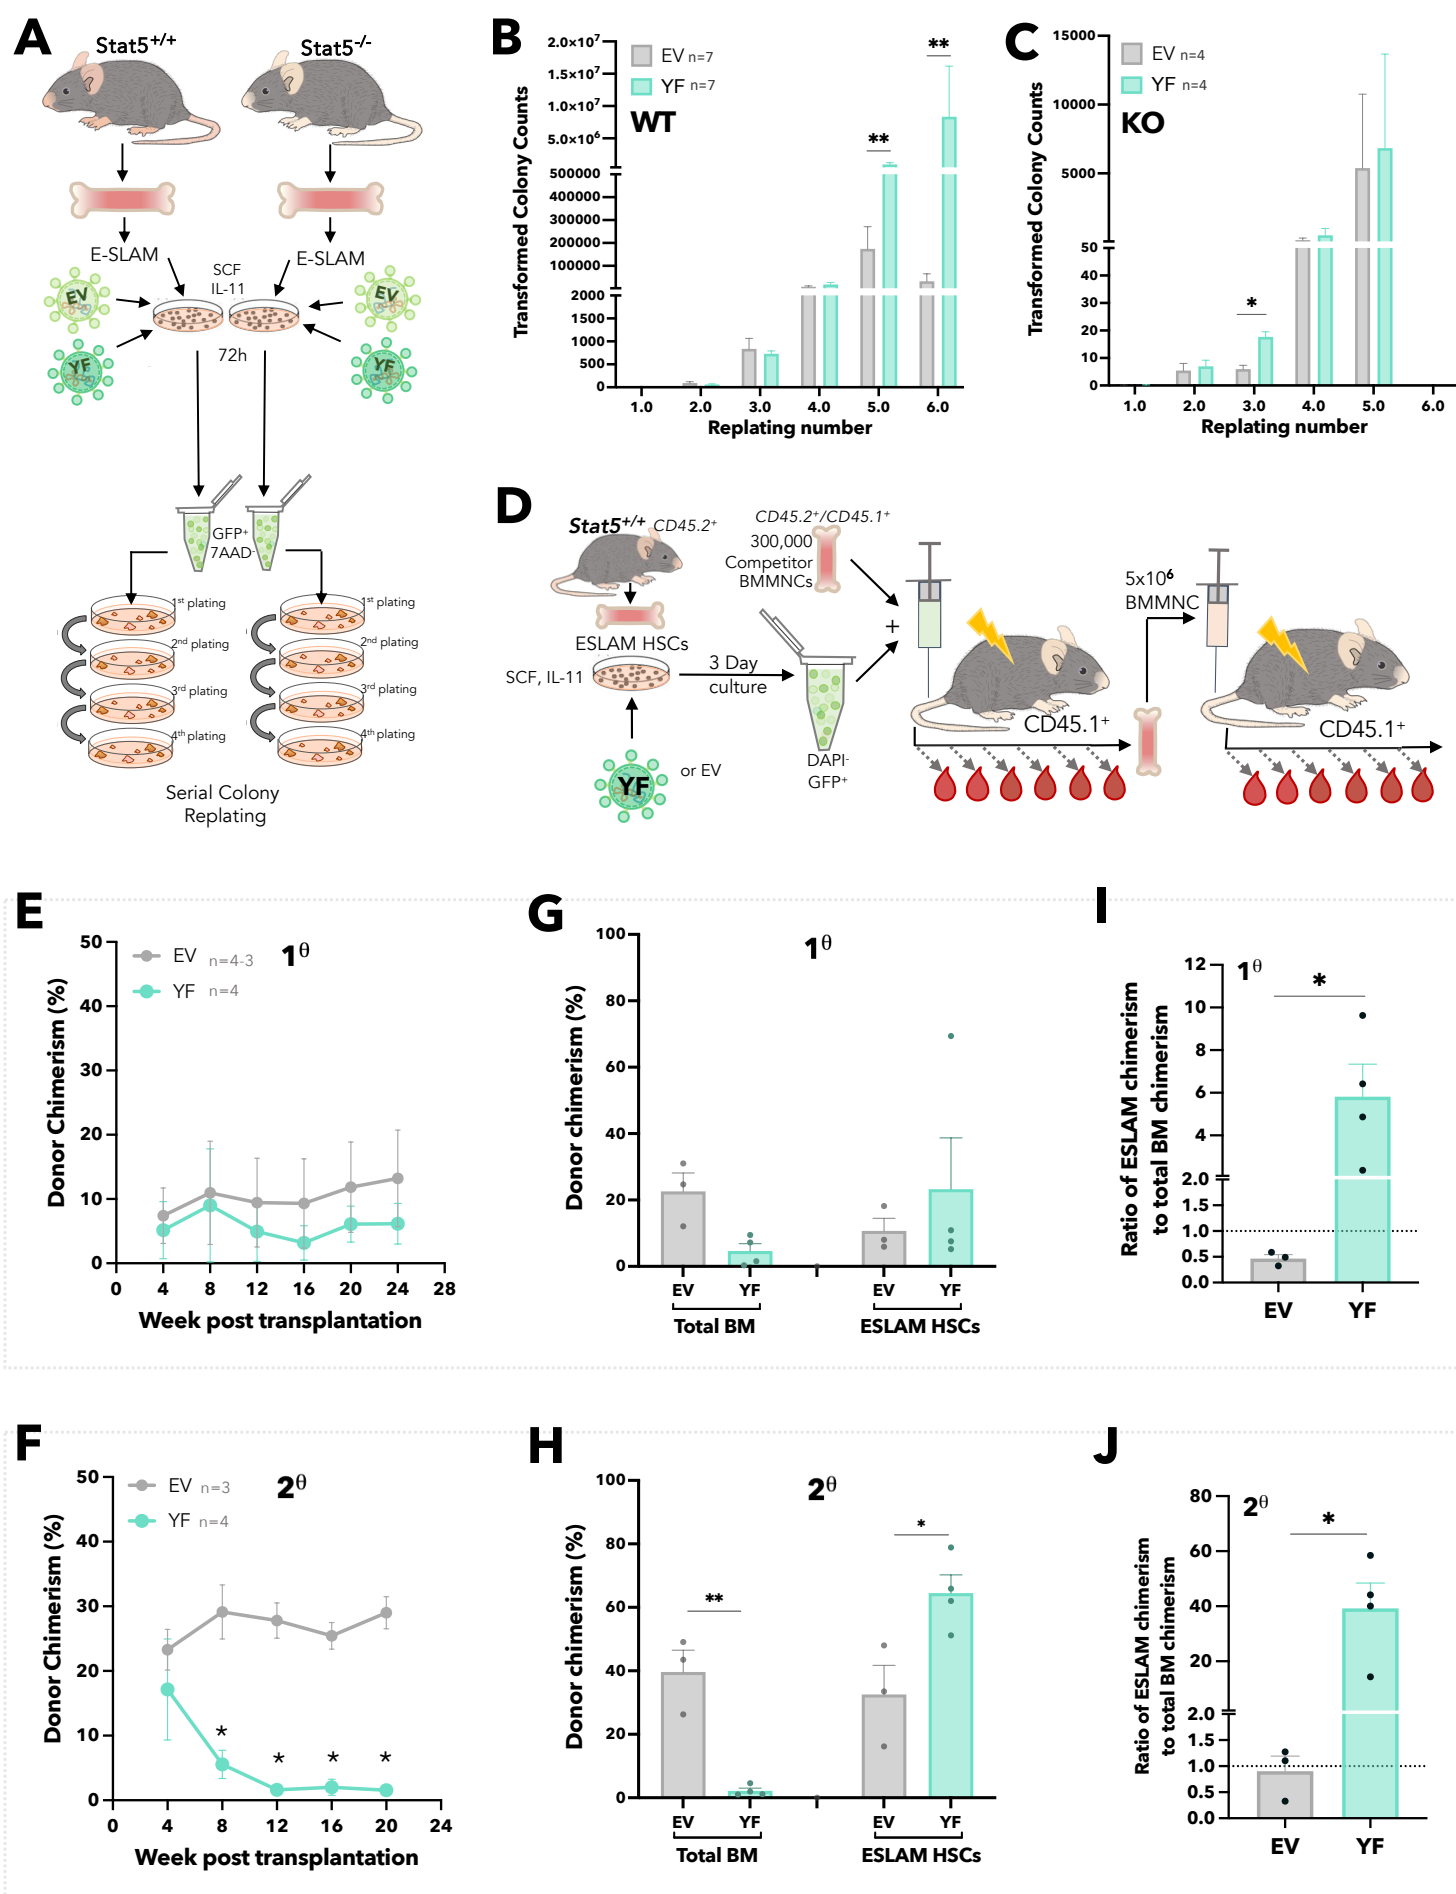 A
Stat5+/+
Stat5-/-
E-SLAM
E-SLAM
SCF
IL-11
EV
EV
YF
YF
72h
GFP+
7AAD-
1st plating
1st plating
2nd plating
2nd plating
3rd plating
3rd plating
4th plating
4th plating
Serial Colony
Replating
B
Transformed Colony Counts
2.0×10⁷
1.5×10⁷
1.0×10⁷
5.0×10⁶
500000
400000
300000
200000
100000
2000
1500
1000
500
0
EV n=7
YF n=7
WT
**
**
1.0 2.0 3.0 4.0 5.0 6.0
Replating number
C
Transformed Colony Counts
15000
10000
5000
50
40
30
20
10
0
EV n=4
YF n=4
KO
*
1.0 2.0 3.0 4.0 5.0 6.0
Replating number
D
Stat5+/+ CD45.2+
CD45.2+/CD45.1+
300,000
Competitor
BMMNCs
ESLAM HSCs
SCF, IL-11
3 Day
culture
+
YF
or EV
DAPI-
GFP+
CD45.1+
5x10⁶
BMMNC
CD45.1+
E
Donor Chimerism (%)
50
40
30
20
10
0
EV n=4-3
YF n=4
1θ
0 4 8 12 16 20 24 28
Week post transplantation
G
Donor chimerism (%)
100
80
60
40
20
0
1θ
EV YF EV YF
Total BM ESLAM HSCs
I
Ratio of ESLAM chimerism
to total BM chimerism
12
10
8
6
4
2.0
1.5
1.0
0.5
0.0
1θ
*
EV YF
F
Donor Chimerism (%)
50
40
30
20
10
0
EV n=3
YF n=4
2θ
* * * *
0 4 8 12 16 20 24
Week post transplantation
H
Donor chimerism (%)
100
80
60
40
20
0
2θ
**
*
EV YF EV YF
Total BM ESLAM HSCs
J
Ratio of ESLAM chimerism
to total BM chimerism
80
60
40
20
2.0
1.5
1.0
0.5
0.0
2θ
*
EV YF